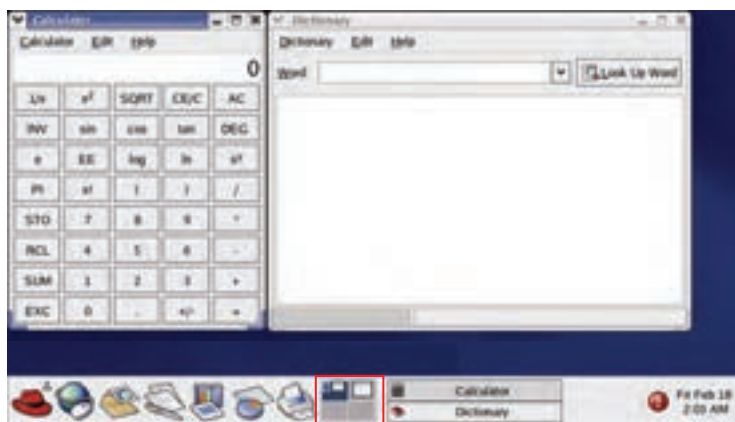 Calculator
Calculator Edit Help
0
1/x x² SQRT CE/C AC
INV sin cos tan DEG
e EE log ln
PI x! ( ) /
STO 7 8 9 *
RCL 4 5 6 -
SUM 1 2 3 +
EXC 0 . +/- =
Dictionary
Dictionary Edit Help
Word Look Up Word
Calculator
Dictionary
Fri Feb 18
2:03 AM